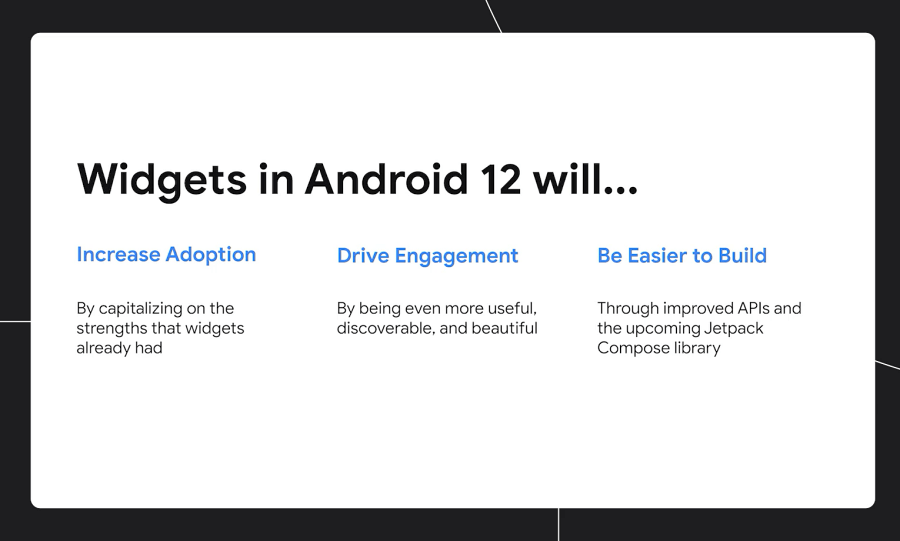 Widgets in Android 12 will...
Increase Adoption
By capitalizing on the
strengths that widgets
already had
Drive Engagement
By being even more useful,
discoverable, and beautiful
Be Easier to Build
Through improved APIs and
the upcoming Jetpack
Compose library